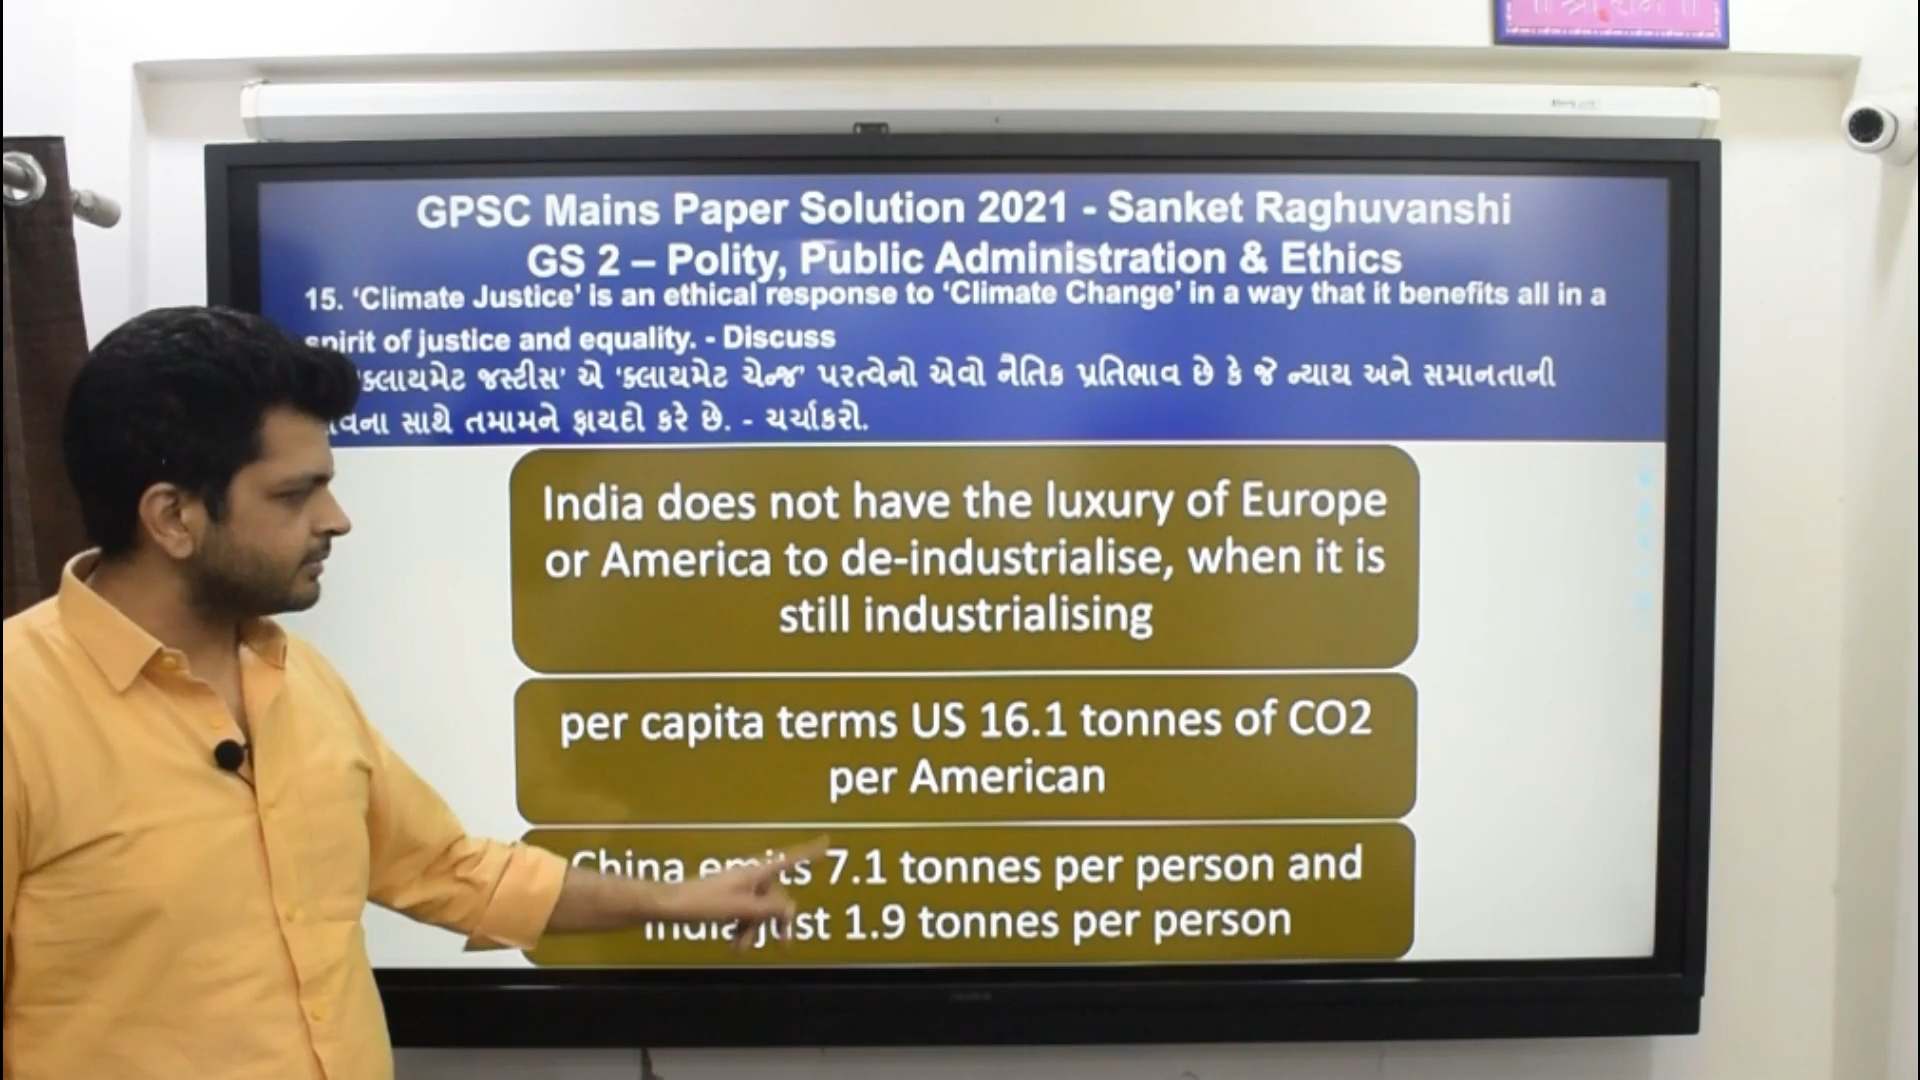 ॥ श्री राम ॥
GPSC Mains Paper Solution 2021 - Sanket Raghuvanshi
GS 2 – Polity, Public Administration & Ethics
15. ‘Climate Justice’ is an ethical response to ‘Climate Change’ in a way that it benefits all in a
spirit of justice and equality. - Discuss
‘ક્લાયમેટ જસ્ટીસ’ એ ‘ક્લાયમેટ ચેન્જ’ પરત્વેનો એવો નૈતિક પ્રતિભાવ છે કે જે ન્યાય અને સમાનતાની
સાથે તમામને ફાયદો કરે છે. - ચર્ચાકરો.
India does not have the luxury of Europe
or America to de-industrialise, when it is
still industrialising
per capita terms US 16.1 tonnes of CO2
per American
China emits 7.1 tonnes per person and
India just 1.9 tonnes per person